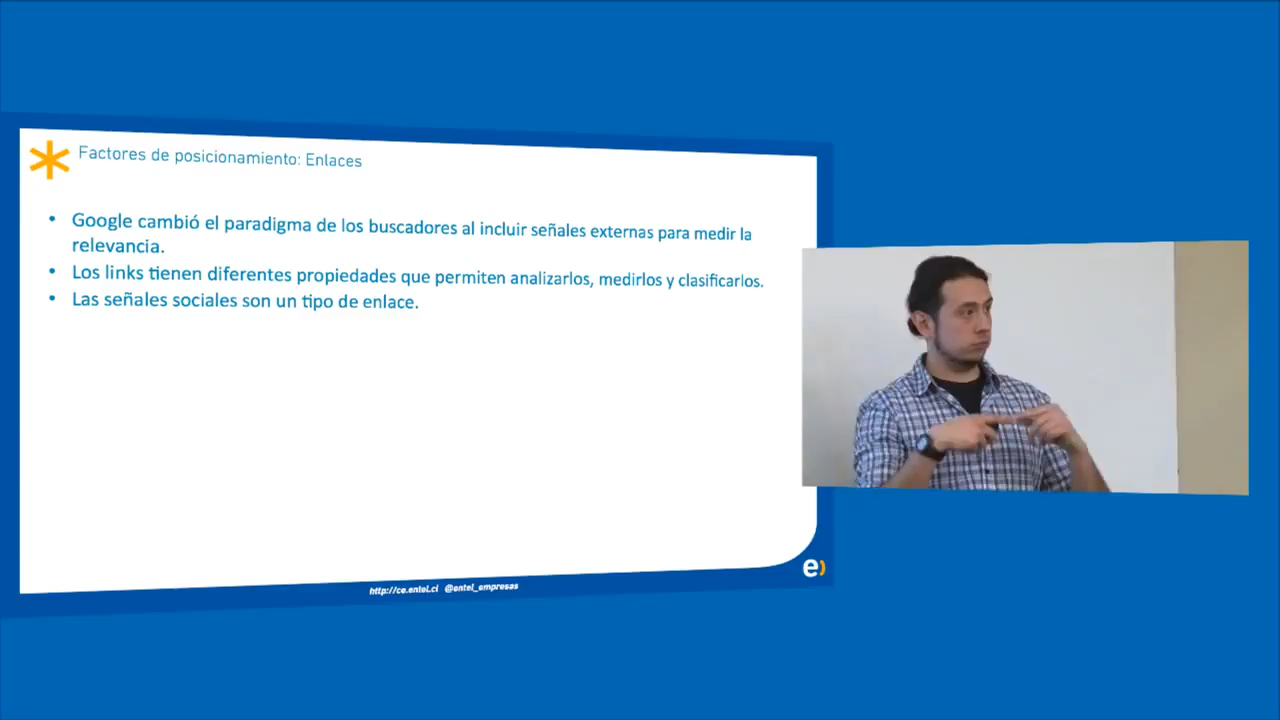 Factores de posicionamiento: Enlaces
• Google cambió el paradigma de los buscadores al incluir señales externas para medir la
relevancia.
• Los links tienen diferentes propiedades que permiten analizarlos, medirlos y clasificarlos.
• Las señales sociales son un tipo de enlace.
e)
http://ce.entel.cl @entel_empresas